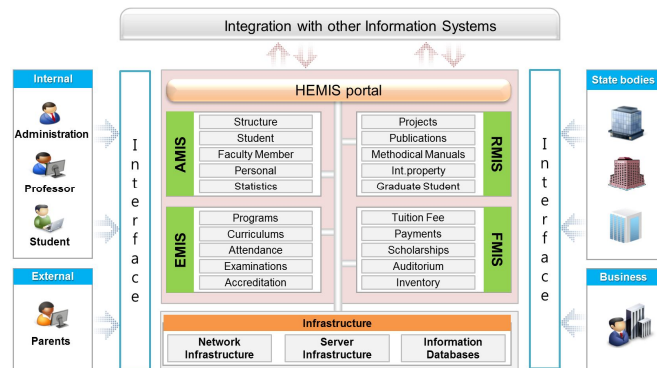 Integration with other Information Systems
Internal
Administration
Professor
Student
External
Parents
Interface
HEMIS portal
AMIS
Structure
Student
Faculty Member
Personal
Statistics
RMIS
Projects
Publications
Methodical Manuals
Int.property
Graduate Student
EMIS
Programs
Curriculums
Attendance
Examinations
Accreditation
FMIS
Tuition Fee
Payments
Scholarships
Auditorium
Inventory
Infrastructure
Network
Infrastructure
Server
Infrastructure
Information
Databases
Interface
State bodies
Business